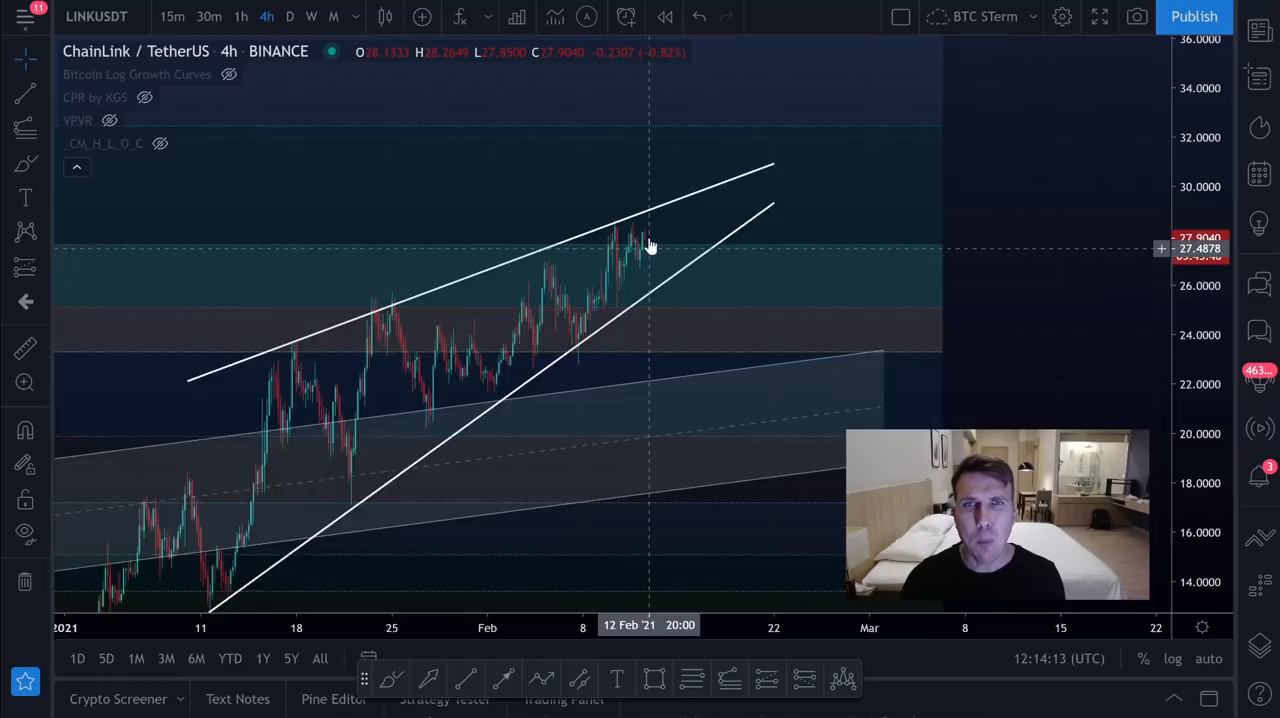 11
LINKUSDT 15m 30m 1h 4h D W M BTC STerm Publish
ChainLink / TetherUS · 4h · BINANCE O28.1333 H28.2649 L27.8500 C27.9040 -0.2307 (-0.82%)
Bitcoin Log Growth Curves
CPR by KGS
VPVR
_CM_H_L_O_C
36.0000
34.0000
32.0000
30.0000
27.9040
27.4878
26.0000
24.0000
22.0000
20.0000
18.0000
16.0000
14.0000
463...
3
2021 11 18 25 Feb 8 12 Feb '21 20:00 22 Mar 8 15 22
1D 5D 1M 3M 6M YTD 1Y 5Y All 12:14:13 (UTC) % log auto
Crypto Screener Text Notes Pine Editor Strategy Tester Trading Panel